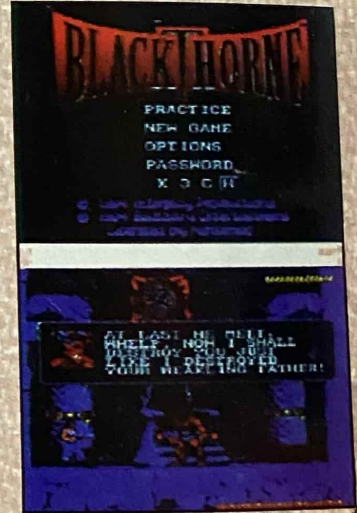 BLACKTHORNE
PRACTICE
NEW GAME
OPTIONS
PASSWORD
X 3 C H
AT LAST WE MEET,
WHELP. NOW I SHALL
DESTROY YOU JUST
LIKE I DESTROYED
YOUR WEAKLING FATHER!